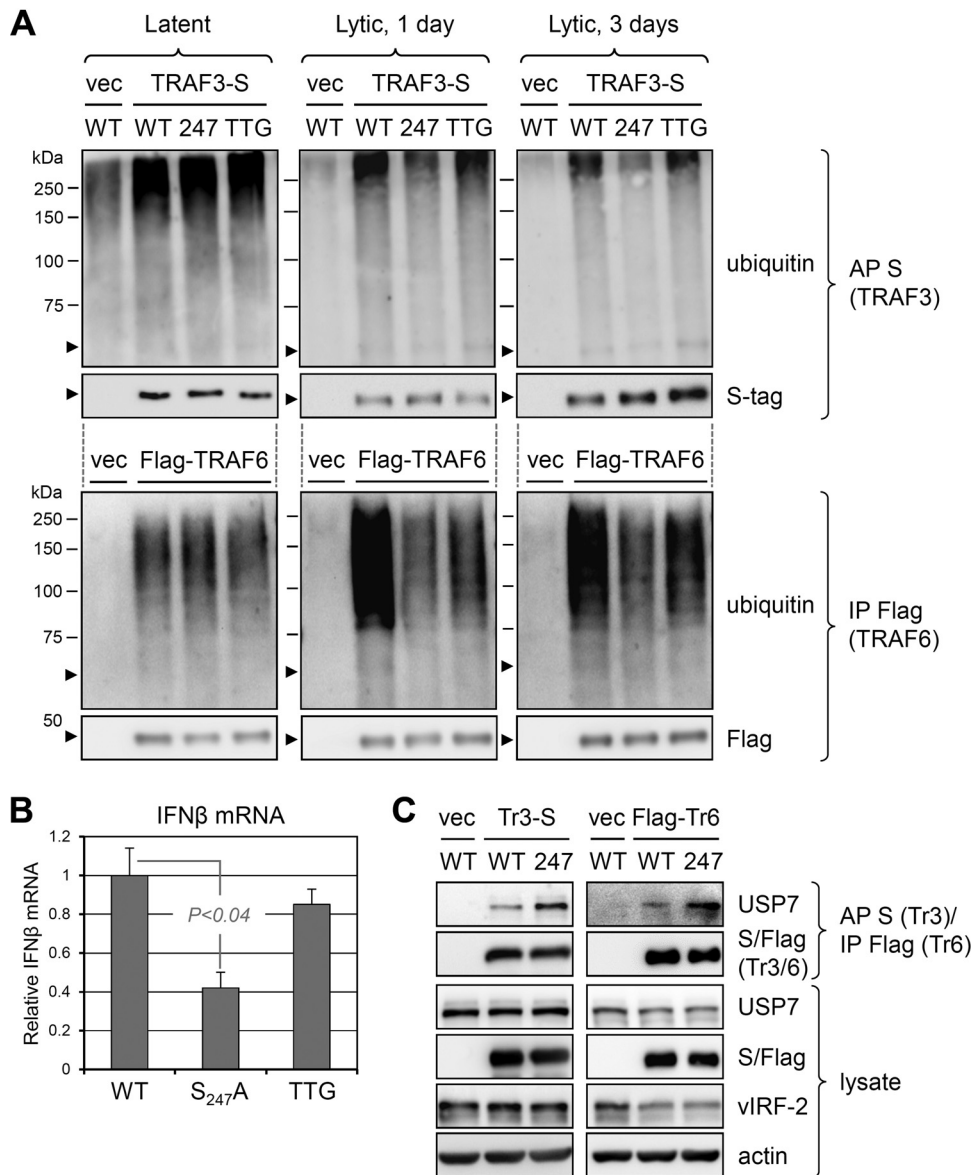 A
Latent
Lytic, 1 day
Lytic, 3 days
vec TRAF3-S
vec TRAF3-S
vec TRAF3-S
WT WT 247 TTG
WT WT 247 TTG
WT WT 247 TTG
kDa
250
150
100
75
ubiquitin
S-tag
AP S
(TRAF3)
vec Flag-TRAF6
vec Flag-TRAF6
vec Flag-TRAF6
kDa
250
150
100
75
50
ubiquitin
Flag
IP Flag
(TRAF6)
B
IFNβ mRNA
Relative IFNβ mRNA
1.2
1
0.8
0.6
0.4
0.2
0
P<0.04
WT S₂₄₇A TTG
C
vec Tr3-S
vec Flag-Tr6
WT WT 247
WT WT 247
USP7
S/Flag
(Tr3/6)
AP S (Tr3)/
IP Flag (Tr6)
USP7
S/Flag
vIRF-2
actin
lysate